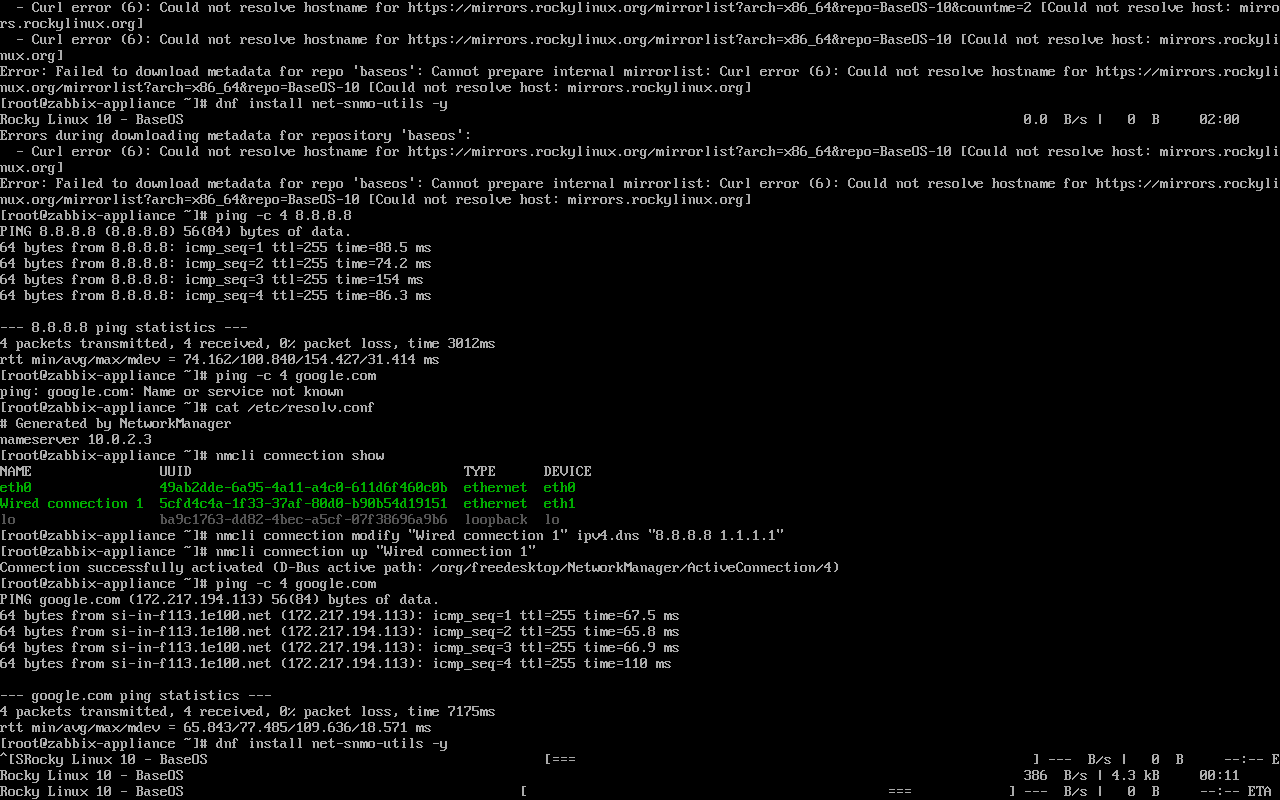 - Curl error (6): Could not resolve hostname for https://mirrors.rockylinux.org/mirrorlist?arch=x86_64&repo=BaseOS-10&countme=2 [Could not resolve host: mirro
rs.rockylinux.org]
  - Curl error (6): Could not resolve hostname for https://mirrors.rockylinux.org/mirrorlist?arch=x86_64&repo=BaseOS-10 [Could not resolve host: mirrors.rockyli
nux.org]
Error: Failed to download metadata for repo 'baseos': Cannot prepare internal mirrorlist: Curl error (6): Could not resolve hostname for https://mirrors.rockyli
nux.org/mirrorlist?arch=x86_64&repo=BaseOS-10 [Could not resolve host: mirrors.rockylinux.org]
[root@zabbix-appliance ~]# dnf install net-snmo-utils -y
Rocky Linux 10 - BaseOS 0.0  B/s |   0  B     02:00
Errors during downloading metadata for repository 'baseos':
  - Curl error (6): Could not resolve hostname for https://mirrors.rockylinux.org/mirrorlist?arch=x86_64&repo=BaseOS-10 [Could not resolve host: mirrors.rockyli
nux.org]
Error: Failed to download metadata for repo 'baseos': Cannot prepare internal mirrorlist: Curl error (6): Could not resolve hostname for https://mirrors.rockyli
nux.org/mirrorlist?arch=x86_64&repo=BaseOS-10 [Could not resolve host: mirrors.rockylinux.org]
[root@zabbix-appliance ~]# ping -c 4 8.8.8.8
PING 8.8.8.8 (8.8.8.8) 56(84) bytes of data.
64 bytes from 8.8.8.8: icmp_seq=1 ttl=255 time=88.5 ms
64 bytes from 8.8.8.8: icmp_seq=2 ttl=255 time=74.2 ms
64 bytes from 8.8.8.8: icmp_seq=3 ttl=255 time=154 ms
64 bytes from 8.8.8.8: icmp_seq=4 ttl=255 time=86.3 ms

--- 8.8.8.8 ping statistics ---
4 packets transmitted, 4 received, 0% packet loss, time 3012ms
rtt min/avg/max/mdev = 74.162/100.840/154.427/31.414 ms
[root@zabbix-appliance ~]# ping -c 4 google.com
ping: google.com: Name or service not known
[root@zabbix-appliance ~]# cat /etc/resolv.conf
# Generated by NetworkManager
nameserver 10.0.2.3
[root@zabbix-appliance ~]# nmcli connection show
NAME                UUID                                  TYPE      DEVICE
eth0                49ab2dde-6a95-4a11-a4c0-611d6f460c0b  ethernet  eth0
Wired connection 1  5cfd4c4a-1f33-37af-80d0-b90b54d19151  ethernet  eth1
lo                  ba9c1763-dd82-4bec-a5cf-07f38696a9b6  loopback  lo
[root@zabbix-appliance ~]# nmcli connection modify "Wired connection 1" ipv4.dns "8.8.8.8 1.1.1.1"
[root@zabbix-appliance ~]# nmcli connection up "Wired connection 1"
Connection successfully activated (D-Bus active path: /org/freedesktop/NetworkManager/ActiveConnection/4)
[root@zabbix-appliance ~]# ping -c 4 google.com
PING google.com (172.217.194.113) 56(84) bytes of data.
64 bytes from si-in-f113.1e100.net (172.217.194.113): icmp_seq=1 ttl=255 time=67.5 ms
64 bytes from si-in-f113.1e100.net (172.217.194.113): icmp_seq=2 ttl=255 time=65.8 ms
64 bytes from si-in-f113.1e100.net (172.217.194.113): icmp_seq=3 ttl=255 time=66.9 ms
64 bytes from si-in-f113.1e100.net (172.217.194.113): icmp_seq=4 ttl=255 time=110 ms

--- google.com ping statistics ---
4 packets transmitted, 4 received, 0% packet loss, time 7175ms
rtt min/avg/max/mdev = 65.843/77.485/109.636/18.571 ms
[root@zabbix-appliance ~]# dnf install net-snmo-utils -y
^[SRocky Linux 10 - BaseOS [=== ] ---  B/s |   0  B     --:-- E
Rocky Linux 10 - BaseOS 386  B/s | 4.3 kB     00:11
Rocky Linux 10 - BaseOS [ === ] ---  B/s |   0  B     --:-- ETA